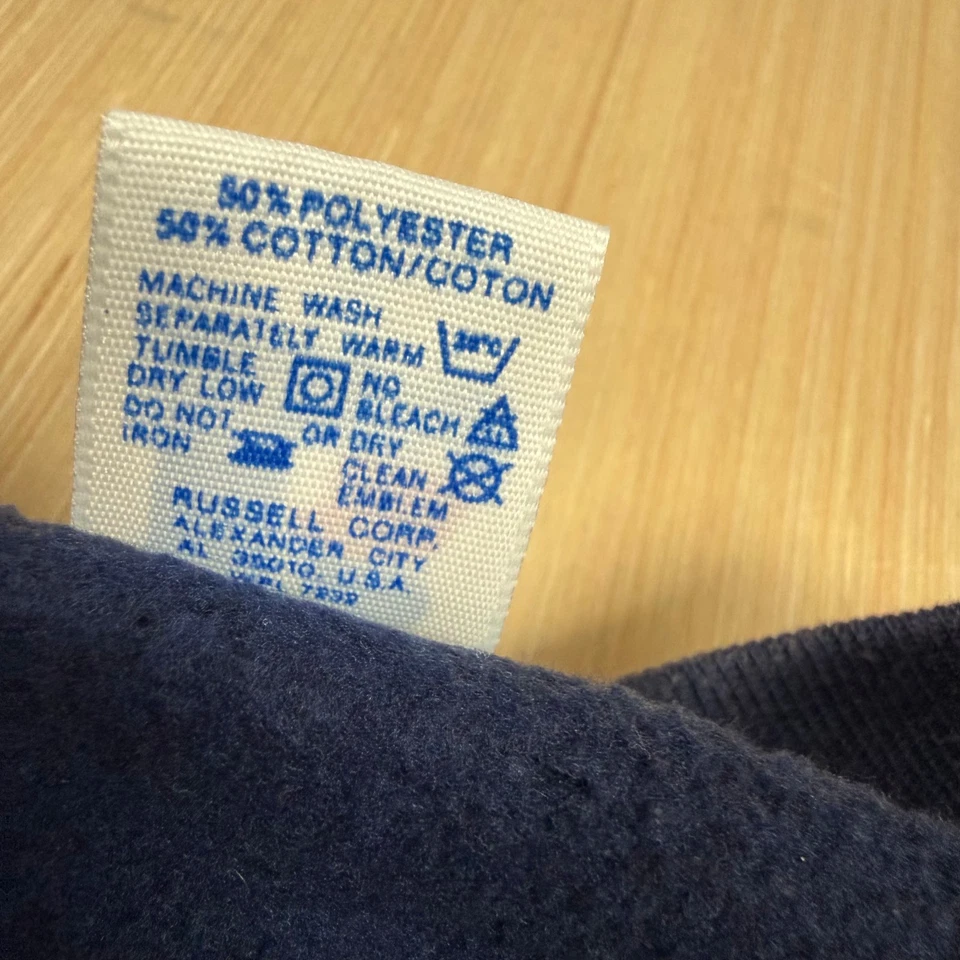 50% POLYESTER
50% COTTON/COTON
MACHINE WASH
SEPARATELY WARM
TUMBLE
DRY LOW
NO
BLEACH
DO NOT
IRON
OR DRY
CLEAN
EMBLEM
RUSSELL CORP.
ALEXANDER CITY
AL 35010, U.S.A.